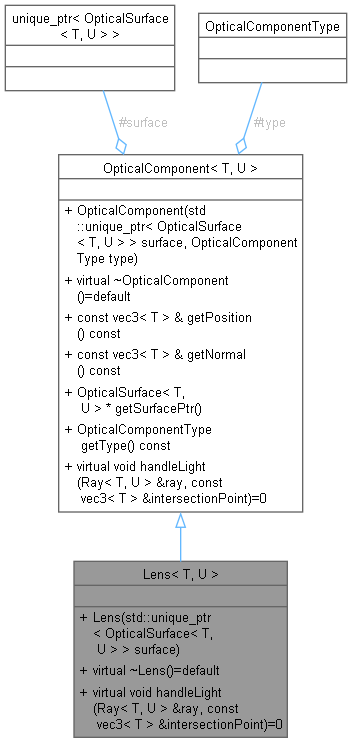 unique_ptr< OpticalSurface
< T, U > >
OpticalComponentType
#surface
#type
OpticalComponent< T, U >
+ OpticalComponent(std
::unique_ptr< OpticalSurface
< T, U > > surface, OpticalComponent
Type type)
+ virtual ~OpticalComponent
()=default
+ const vec3< T > & getPosition
() const
+ const vec3< T > & getNormal
() const
+ OpticalSurface< T,
U > * getSurfacePtr()
+ OpticalComponentType
getType() const
+ virtual void handleLight
(Ray< T, U > &ray, const
vec3< T > &intersectionPoint)=0
Lens< T, U >
+ Lens(std::unique_ptr
< OpticalSurface< T,
U > > surface)
+ virtual ~Lens()=default
+ virtual void handleLight
(Ray< T, U > &ray, const
vec3< T > &intersectionPoint)=0